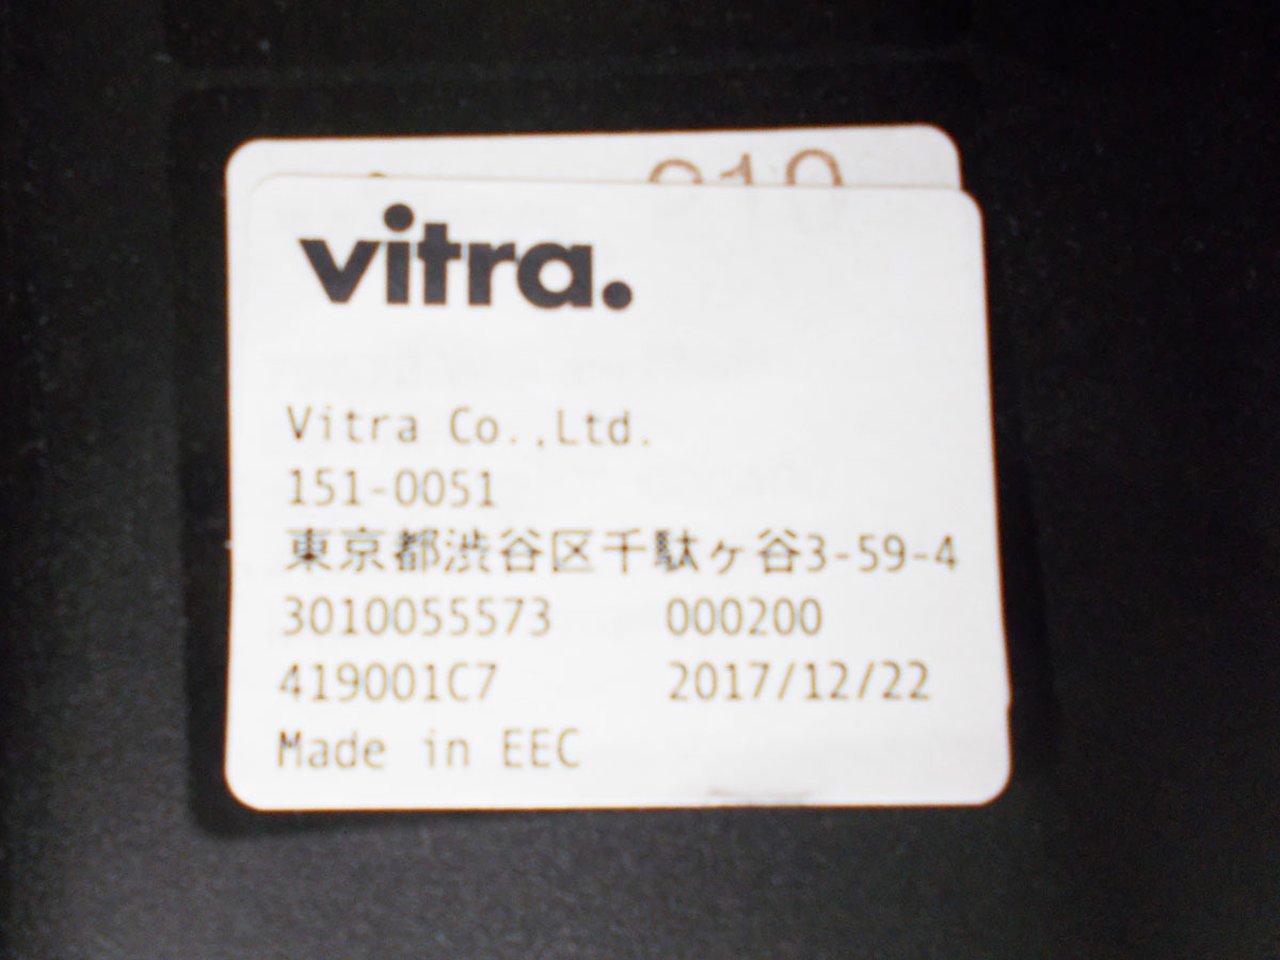 vitra.
Vitra Co.,Ltd.
151-0051
東京都渋谷区千駄ヶ谷3-59-4
3010055573 000200
419001C7 2017/12/22
Made in EEC